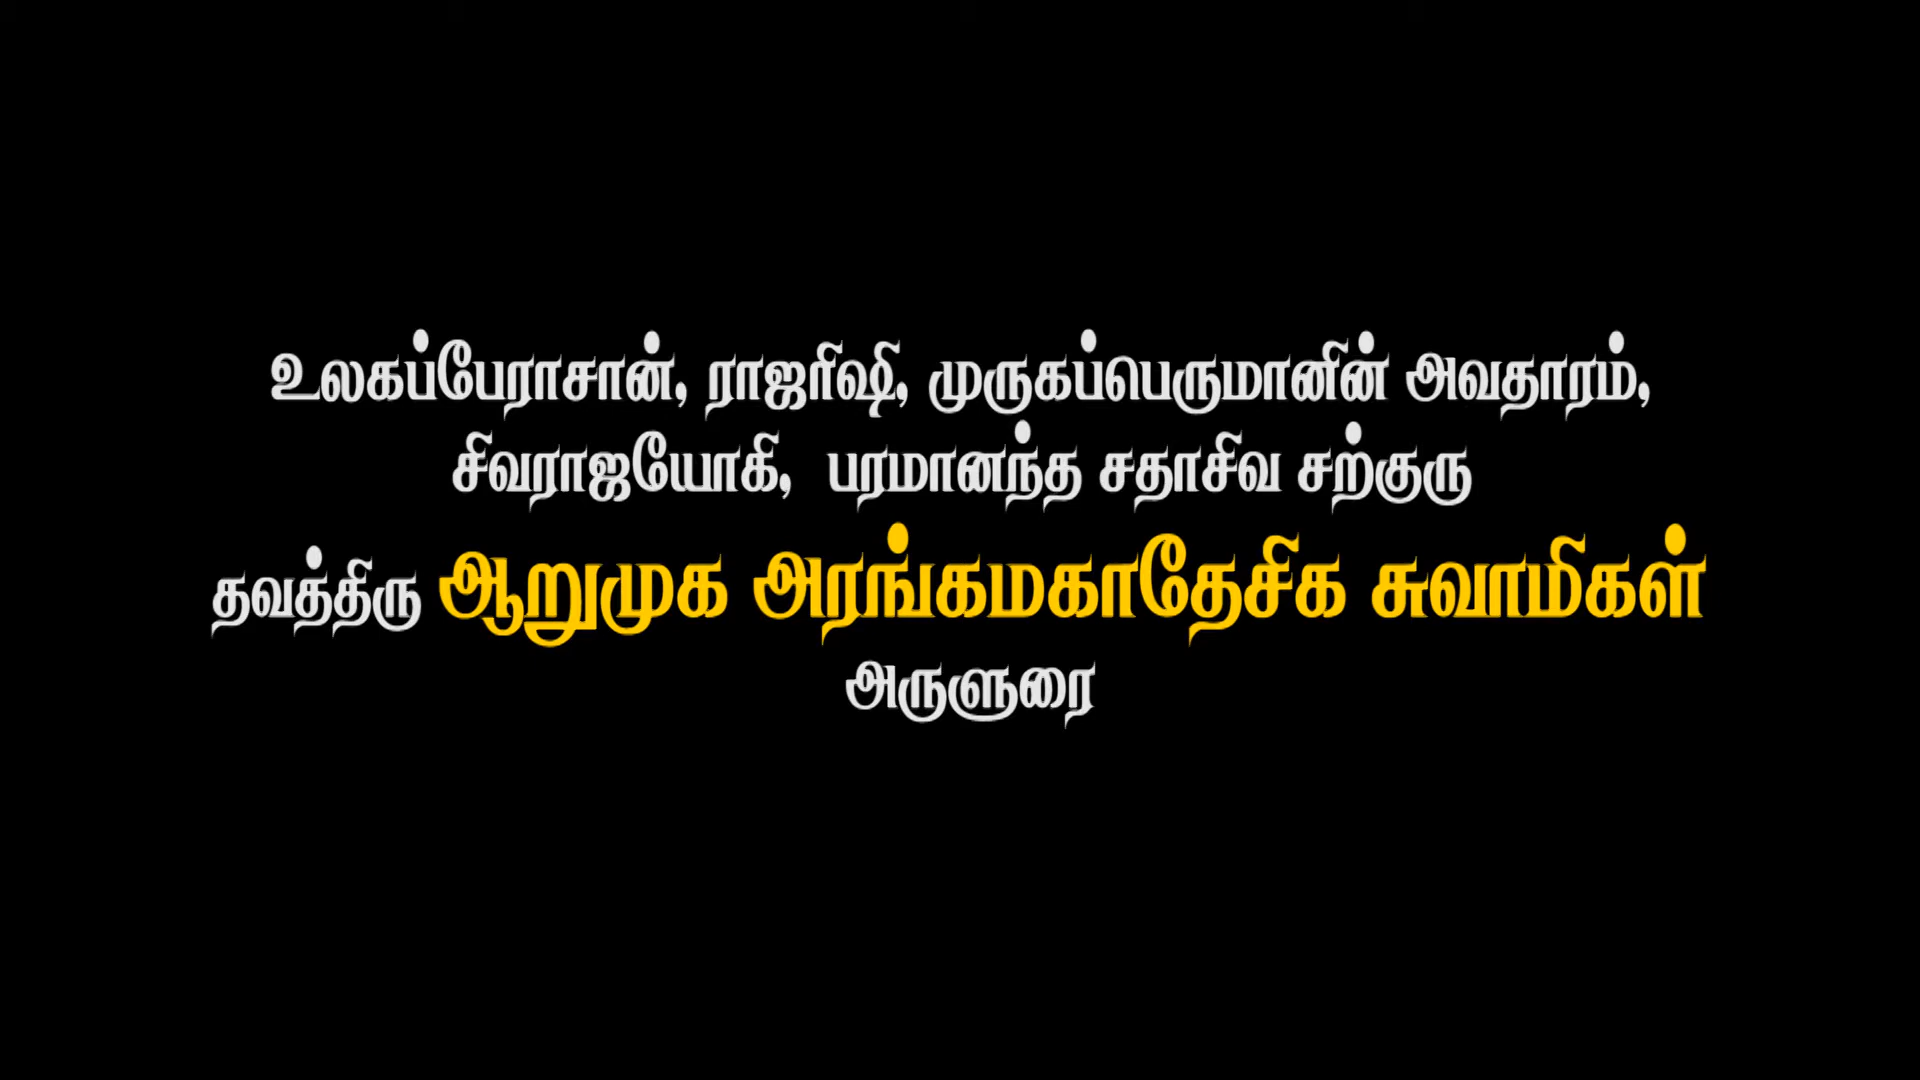 உலகப்பேராசான், ராஜரிஷி, முருகப்பெருமானின் அவதாரம்,
சிவராஜயோகி, பரமானந்த சதாசிவ சற்குரு
தவத்திரு ஆறுமுக அரங்கமகாதேசிக சுவாமிகள்
அருளுரை